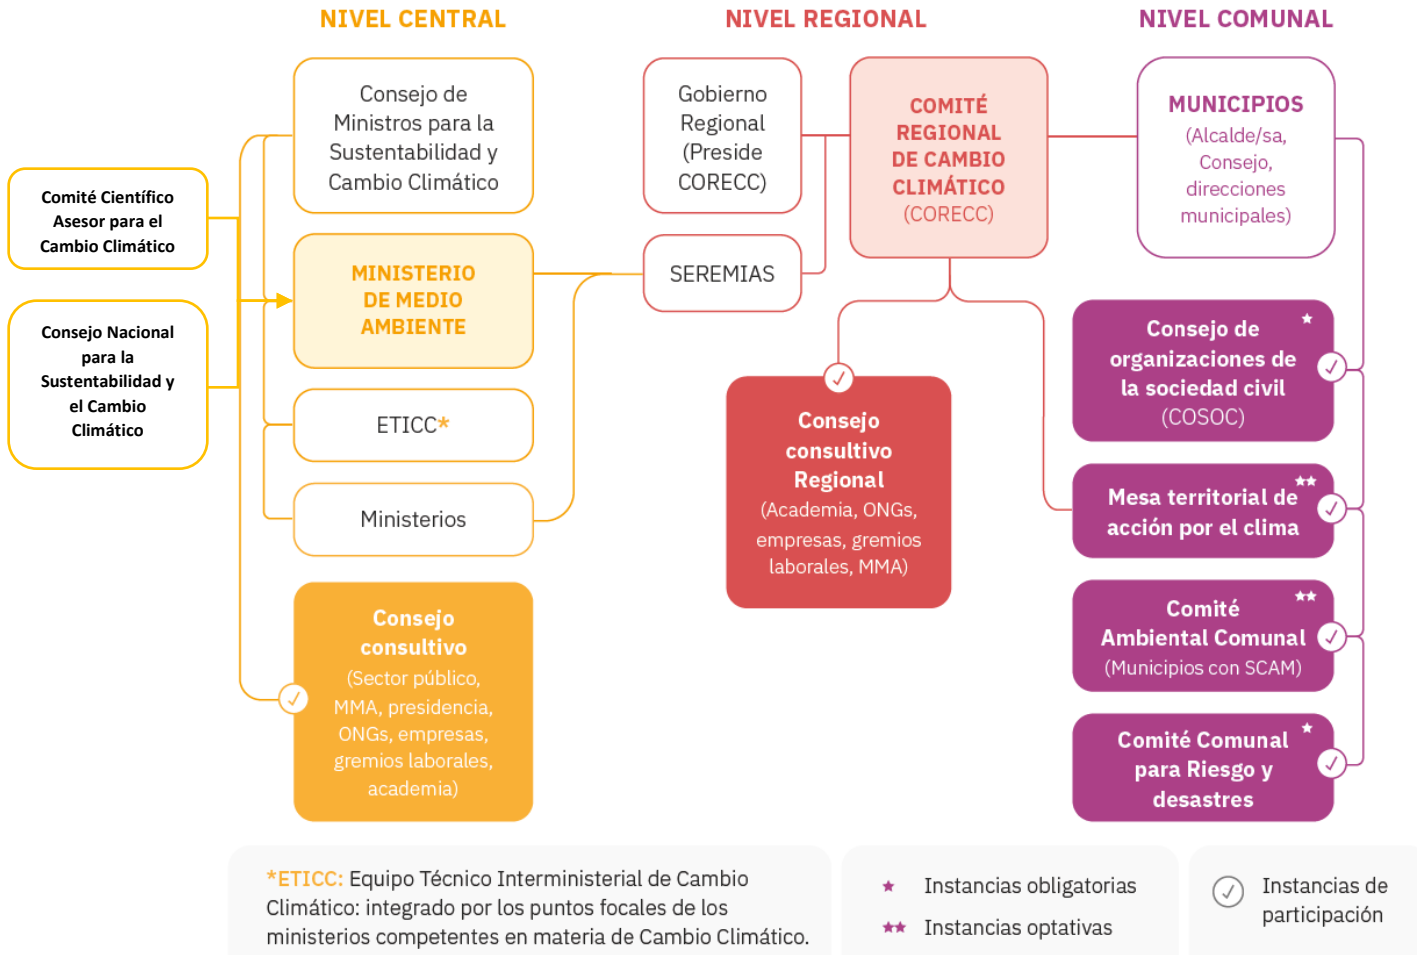 NIVEL CENTRAL
NIVEL REGIONAL
NIVEL COMUNAL
Comité Científico
Asesor para el
Cambio Climático
Consejo Nacional
para la
Sustentabilidad y
el Cambio
Climático
Consejo de
Ministros para la
Sustentabilidad y
Cambio Climático
MINISTERIO
DE MEDIO
AMBIENTE
ETICC*
Ministerios
Consejo
consultivo
(Sector público,
MMA, presidencia,
ONGs, empresas,
gremios laborales,
academia)
Gobierno
Regional
(Preside
CORECC)
SEREMIAS
COMITÉ
REGIONAL
DE CAMBIO
CLIMÁTICO
(CORECC)
Consejo
consultivo
Regional
(Academia, ONGs,
empresas, gremios
laborales, MMA)
MUNICIPIOS
(Alcalde/sa,
Consejo,
direcciones
municipales)
Consejo de
organizaciones de
la sociedad civil
(COSOC)
Mesa territorial de
acción por el clima
Comité
Ambiental Comunal
(Municipios con SCAM)
Comité Comunal
para Riesgo y
desastres
*ETICC: Equipo Técnico Interministerial de Cambio
Climático: integrado por los puntos focales de los
ministerios competentes en materia de Cambio Climático.
Instancias obligatorias
Instancias optativas
Instancias de
participación